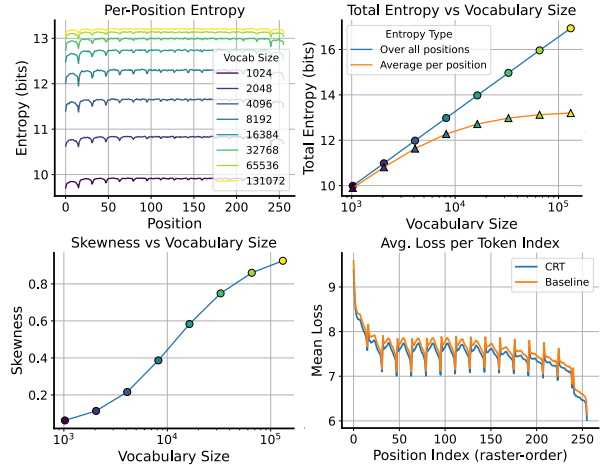 Per-Position Entropy
Entropy (bits)
13
12
11
10
0 50 100 150 200 250
Position
Vocab Size
1024
2048
4096
8192
16384
32768
65536
131072
Total Entropy vs Vocabulary Size
Total Entropy (bits)
16
14
12
10
10³ 10⁴ 10⁵
Vocabulary Size
Entropy Type
Over all positions
Average per position
Skewness vs Vocabulary Size
Skewness
0.8
0.6
0.4
0.2
10³ 10⁴ 10⁵
Vocabulary Size
Avg. Loss per Token Index
Mean Loss
9
8
7
6
0 50 100 150 200 250
Position Index (raster-order)
CRT
Baseline